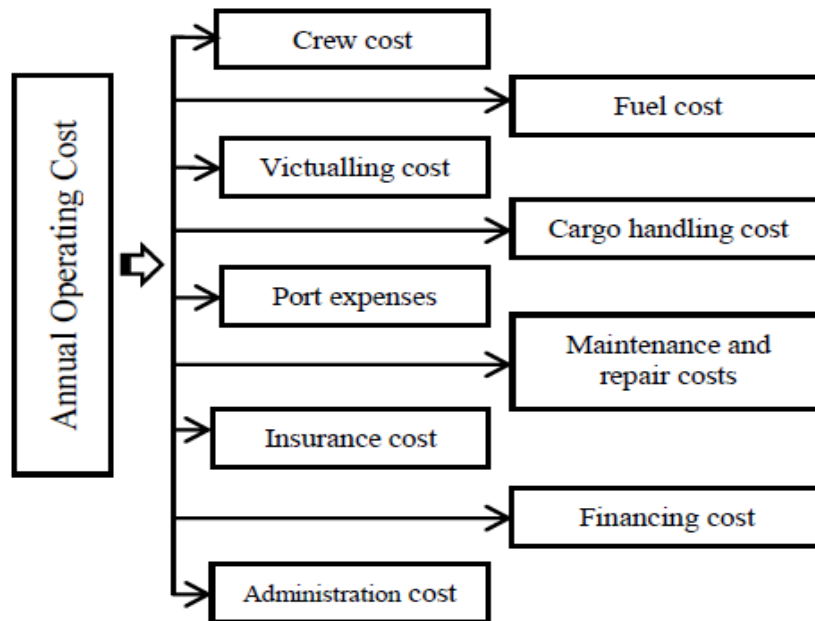 Crew cost
Fuel cost
Annual Operating Cost
Victualling cost
Cargo handling cost
Port expenses
Maintenance and
repair costs
Insurance cost
Financing cost
Administration cost